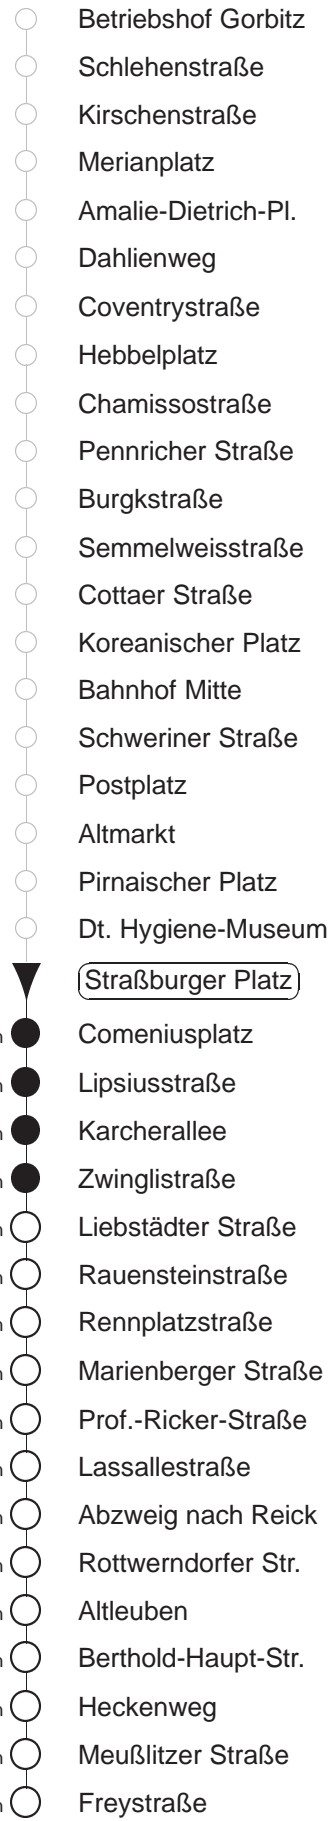 Betriebshof Gorbitz
Schlehenstraße
Kirschenstraße
Merianplatz
Amalie-Dietrich-Pl.
Dahlienweg
Coventrystraße
Hebbelplatz
Chamissostraße
Pennricher Straße
Burgkstraße
Semmelweisstraße
Cottaer Straße
Koreanischer Platz
Bahnhof Mitte
Schweriner Straße
Postplatz
Altmarkt
Pirnaischer Platz
Dt. Hygiene-Museum
Straßburger Platz
Comeniusplatz
Lipsiusstraße
Karcherallee
Zwinglistraße
Liebstädter Straße
Rauensteinstraße
Rennplatzstraße
Marienberger Straße
Prof.-Ricker-Straße
Lassallestraße
Abzweig nach Reick
Rottwerndorfer Str.
Altleuben
Berthold-Haupt-Str.
Heckenweg
Meußlitzer Straße
Freystraße